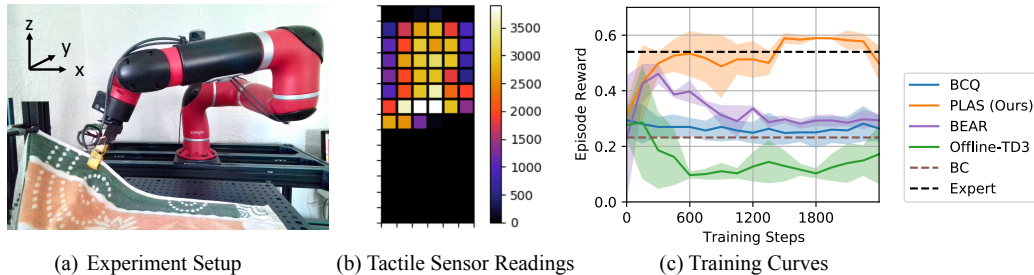 z
y
x
3500
3000
2500
2000
1500
1000
500
0
0.6
0.4
0.2
0.0
Episode Reward
0 600 1200 1800
Training Steps
BCQ
PLAS (Ours)
BEAR
Offline-TD3
BC
Expert
(a) Experiment Setup
(b) Tactile Sensor Readings
(c) Training Curves